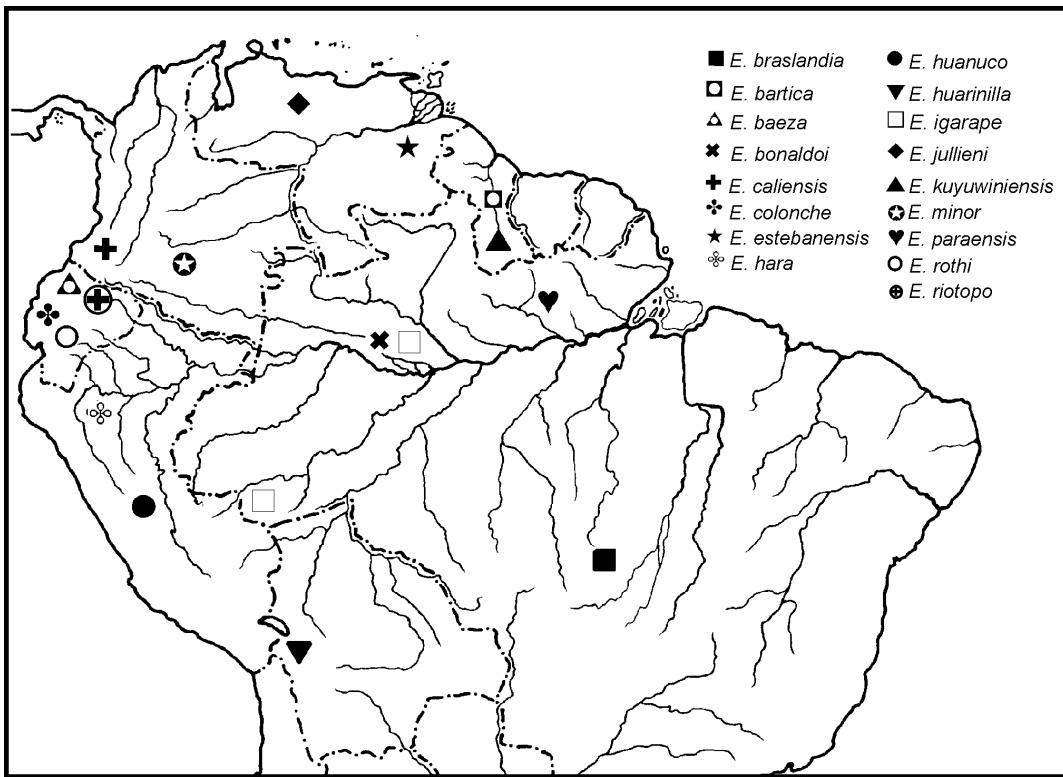 E. braslandia
E. bartica
E. baeza
E. bonaldoi
E. caliensis
E. colonche
E. estebanensis
E. hara
E. huanuco
E. huarinilla
E. igarape
E. jullieni
E. kuyuwiniensis
E. minor
E. paraensis
E. rothi
E. riotopo